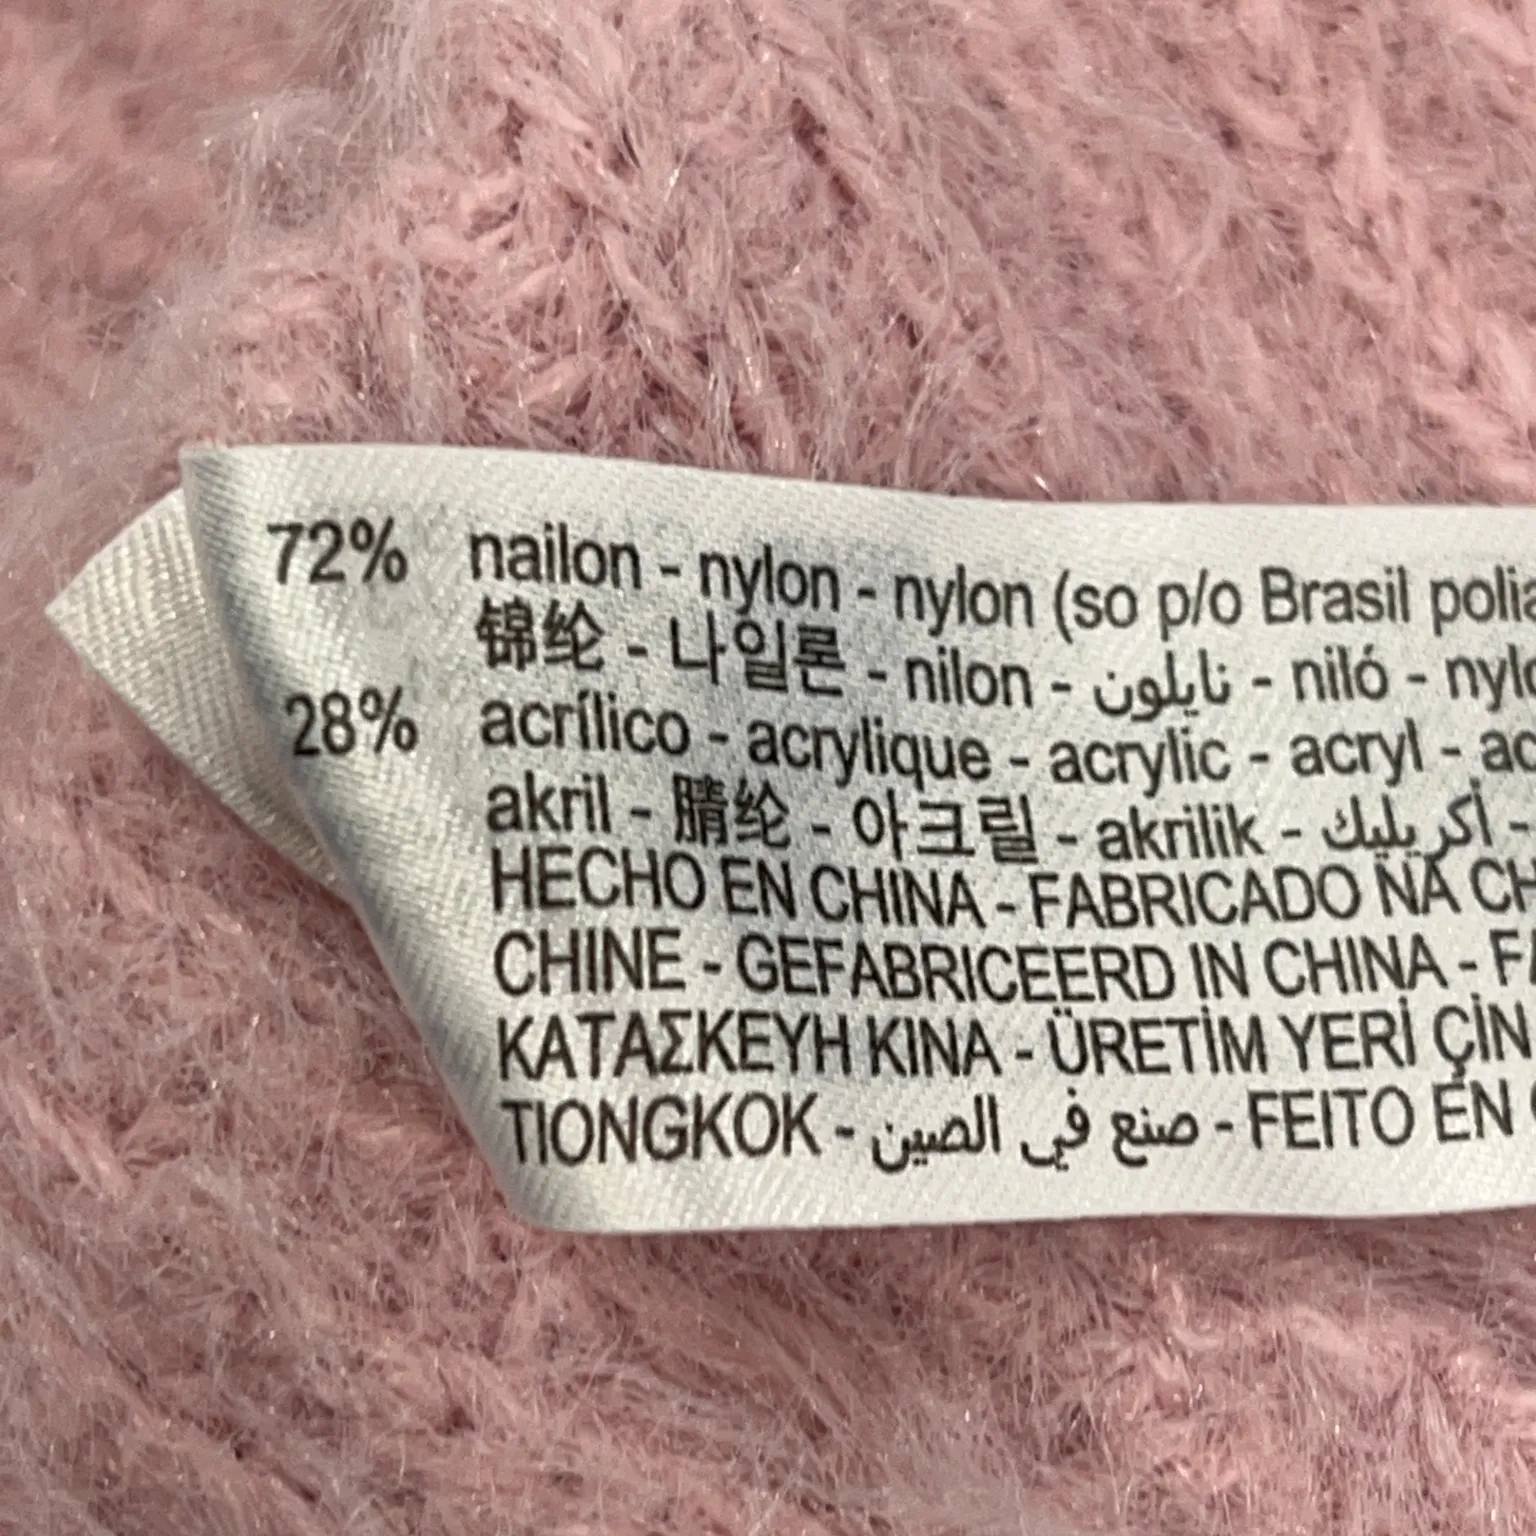 72% nailon - nylon - nylon (so p/o Brasil polia
锦纶 - 나일론 - nilon - نايلون - niló - nylo
28% acrílico - acrylique - acrylic - acryl - ac
akril - 腈纶 - 아크릴 - akrilik - أكريليك -
HECHO EN CHINA - FABRICADO NA CH
CHINE - GEFABRICEERD IN CHINA - F
ΚΑΤΑΣΚΕΥΗ ΚΙΝΑ - ÜRETİM YERİ ÇİN
TIONGKOK - صنع في الصين - FEITO EN